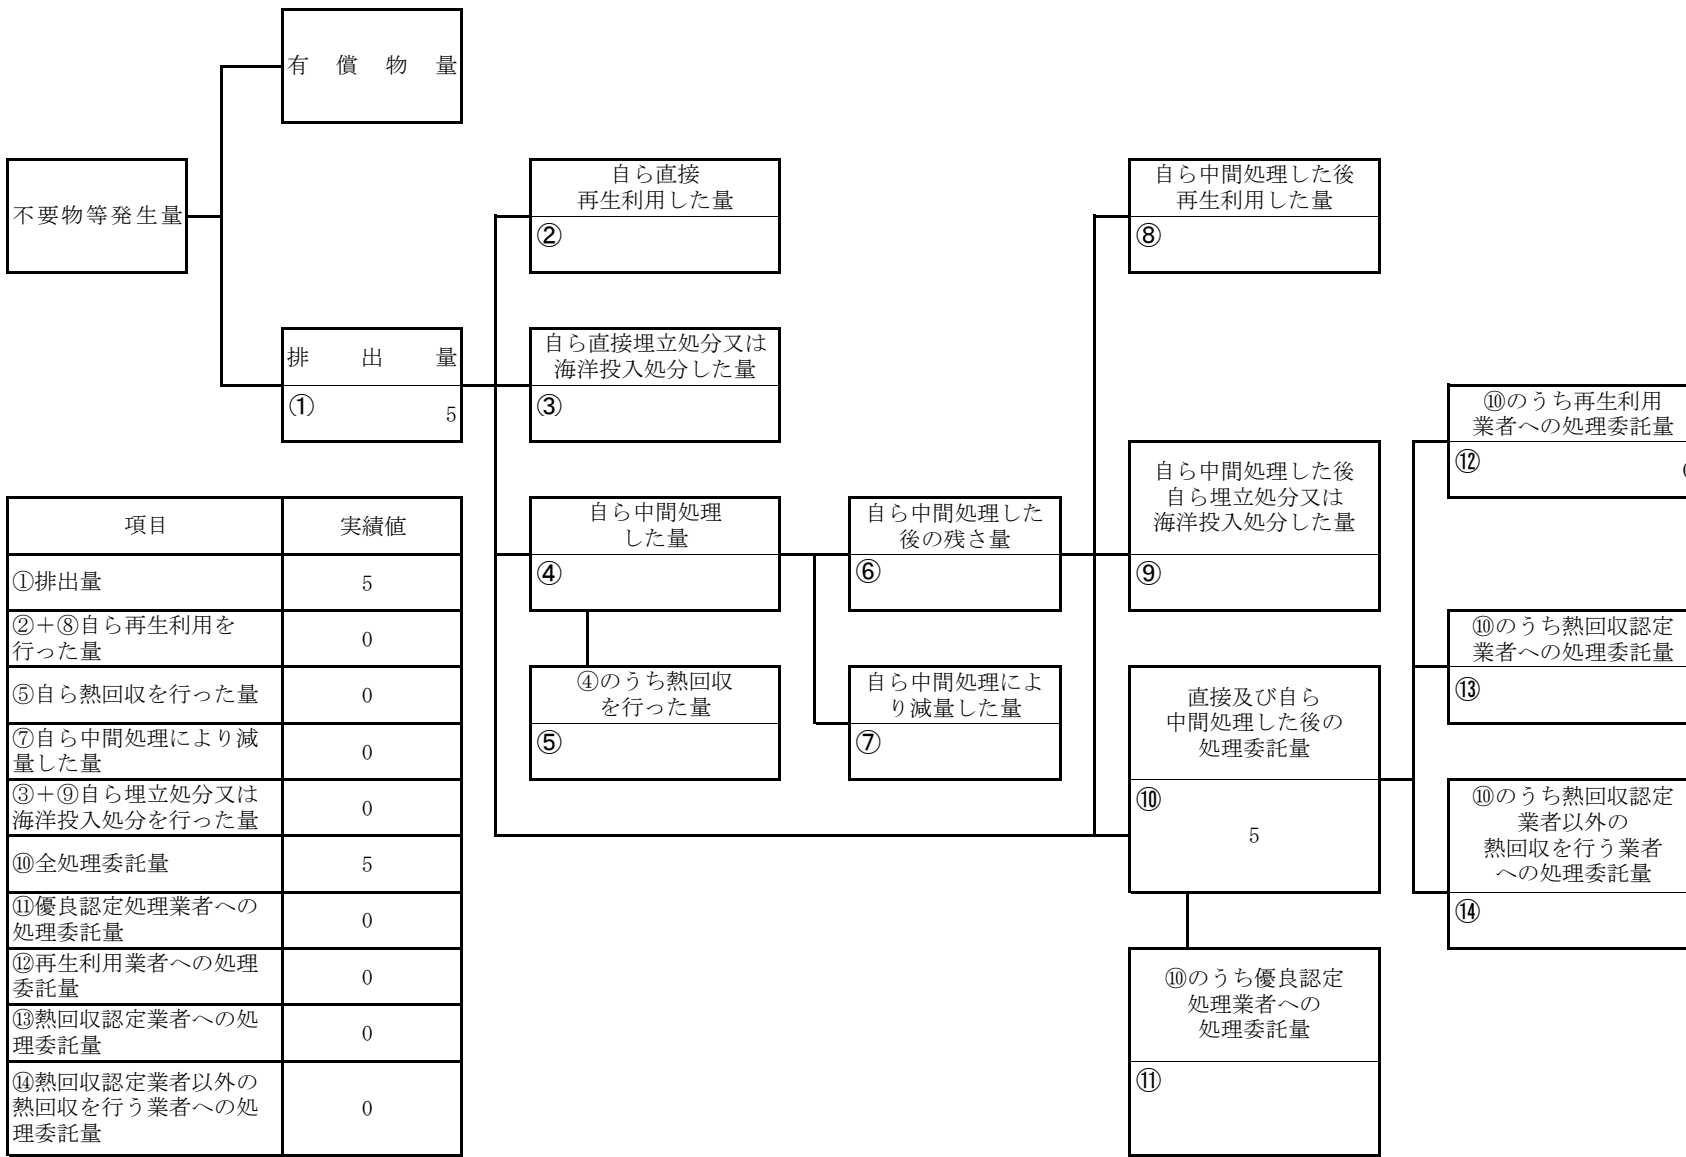 有償物量
不要物等発生量
自ら直接
再生利用した量
②
自ら中間処理した後
再生利用した量
⑧
排出量
① 5
自ら直接埋立処分又は
海洋投入処分した量
③
⑩のうち再生利用
業者への処理委託量
⑫
自ら中間処理した後
自ら埋立処分又は
海洋投入処分した量
⑨
自ら中間処理
した量
④
自ら中間処理した
後の残さ量
⑥
⑩のうち熱回収認定
業者への処理委託量
⑬
④のうち熱回収
を行った量
⑤
自ら中間処理によ
り減量した量
⑦
直接及び自ら
中間処理した後の
処理委託量
⑩
5
⑩のうち熱回収認定
業者以外の
熱回収を行う業者
への処理委託量
⑭
⑩のうち優良認定
処理業者への
処理委託量
⑪
項目 実績値
①排出量 5
②+⑧自ら再生利用を
行った量 0
⑤自ら熱回収を行った量 0
⑦自ら中間処理により減
量した量 0
③+⑨自ら埋立処分又は
海洋投入処分を行った量 0
⑩全処理委託量 5
⑪優良認定処理業者への
処理委託量 0
⑫再生利用業者への処理
委託量 0
⑬熱回収認定業者への処
理委託量 0
⑭熱回収認定業者以外の
熱回収を行う業者への処
理委託量 0